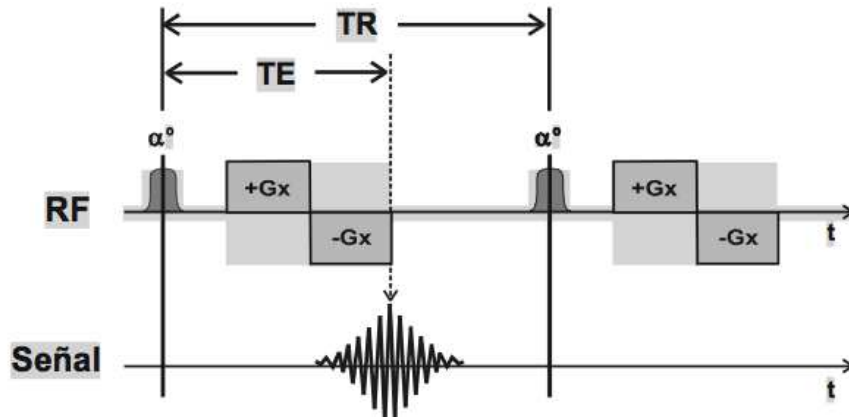 TR
TE
α° α°
+Gx +Gx
RF
-Gx -Gx
t
Señal
t